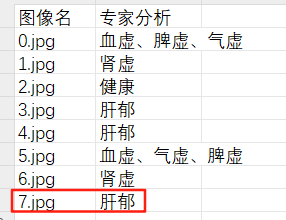 图像名 专家分析
0.jpg 血虚、脾虚、气虚
1.jpg 肾虚
2.jpg 健康
3.jpg 肝郁
4.jpg 肝郁
5.jpg 血虚、气虚、脾虚
6.jpg 肾虚
7.jpg 肝郁